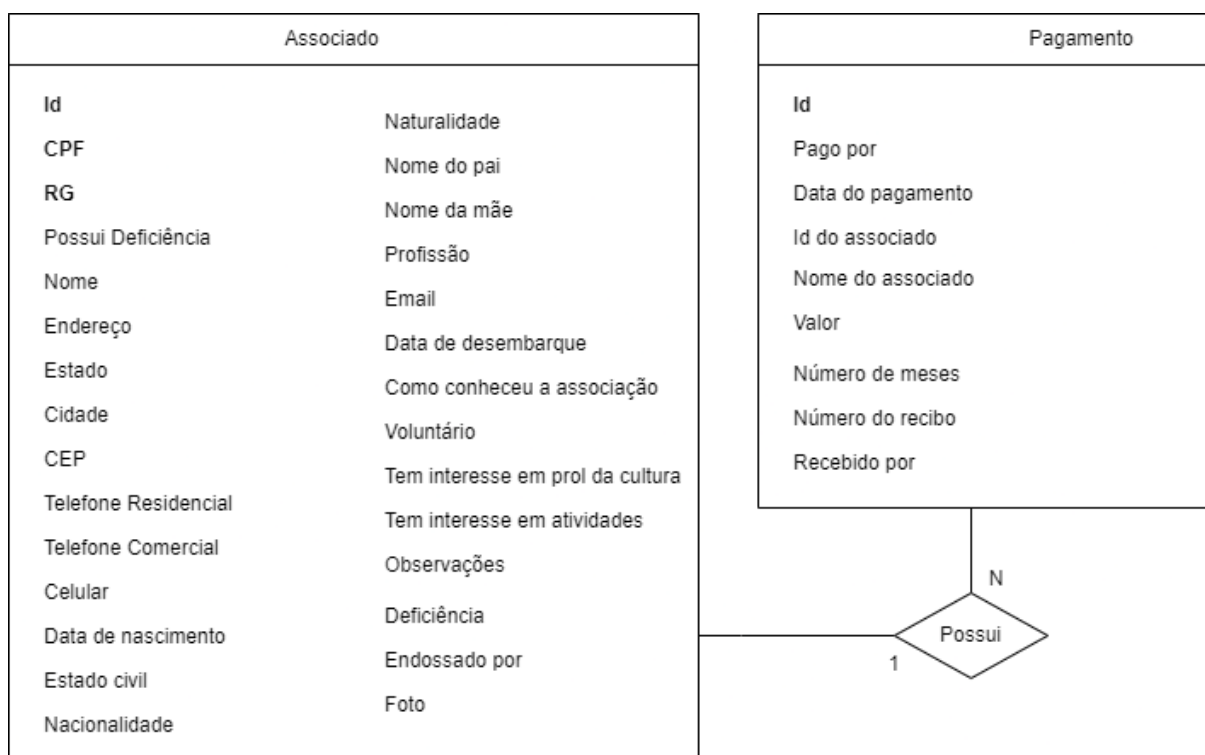 Associado
Id
CPF
RG
Possui Deficiência
Nome
Endereço
Estado
Cidade
CEP
Telefone Residencial
Telefone Comercial
Celular
Data de nascimento
Estado civil
Nacionalidade
Naturalidade
Nome do pai
Nome da mãe
Profissão
Email
Data de desembarque
Como conheceu a associação
Voluntário
Tem interesse em prol da cultura
Tem interesse em atividades
Observações
Deficiência
Endossado por
Foto
Pagamento
Id
Pago por
Data do pagamento
Id do associado
Nome do associado
Valor
Número de meses
Número do recibo
Recebido por
N
Possui
1